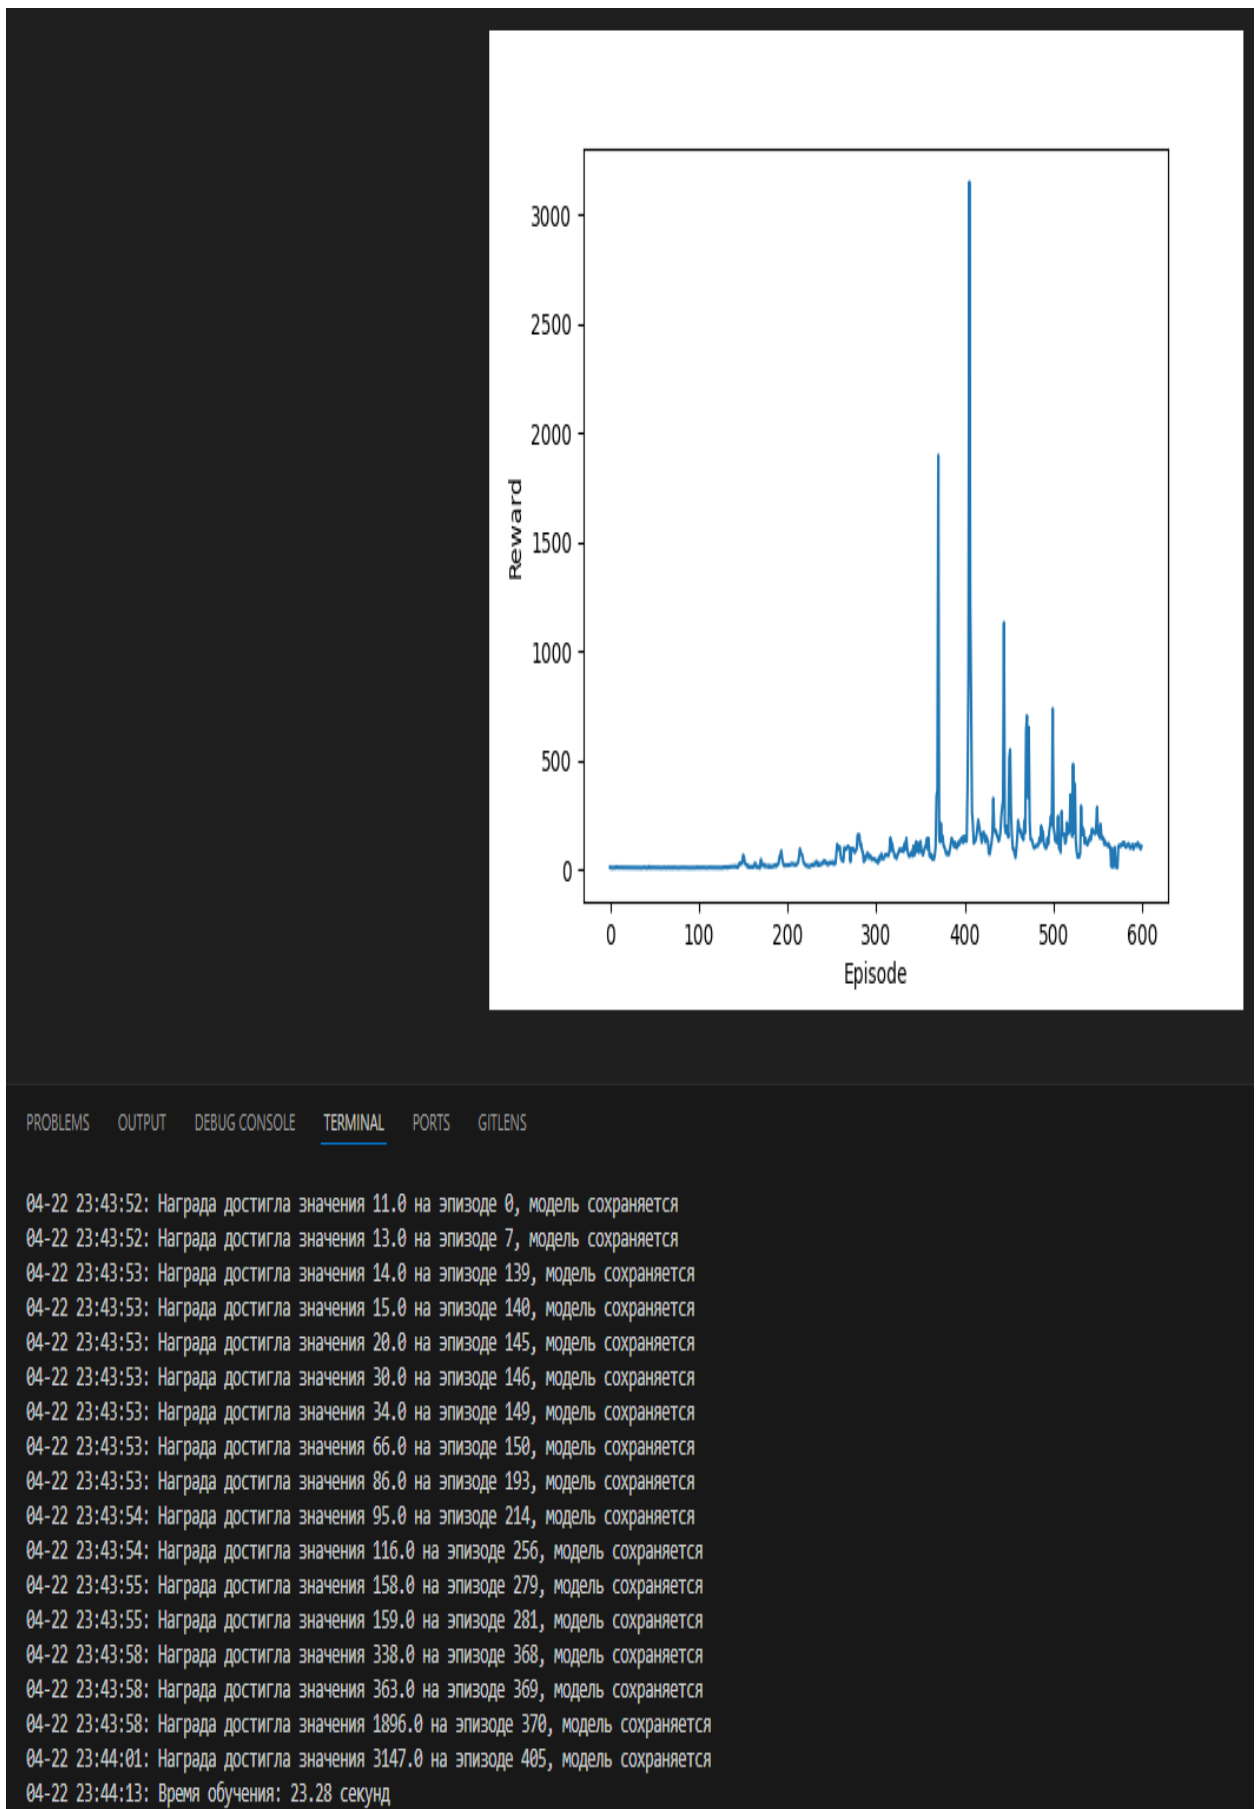 3000
2500
2000
1500
1000
500
0
Reward
0 100 200 300 400 500 600
Episode
PROBLEMS OUTPUT DEBUG CONSOLE TERMINAL PORTS GITLENS
04-22 23:43:52: Награда достигла значения 11.0 на эпизоде 0, модель сохраняется
04-22 23:43:52: Награда достигла значения 13.0 на эпизоде 7, модель сохраняется
04-22 23:43:53: Награда достигла значения 14.0 на эпизоде 139, модель сохраняется
04-22 23:43:53: Награда достигла значения 15.0 на эпизоде 140, модель сохраняется
04-22 23:43:53: Награда достигла значения 20.0 на эпизоде 145, модель сохраняется
04-22 23:43:53: Награда достигла значения 30.0 на эпизоде 146, модель сохраняется
04-22 23:43:53: Награда достигла значения 34.0 на эпизоде 149, модель сохраняется
04-22 23:43:53: Награда достигла значения 66.0 на эпизоде 150, модель сохраняется
04-22 23:43:53: Награда достигла значения 86.0 на эпизоде 193, модель сохраняется
04-22 23:43:54: Награда достигла значения 95.0 на эпизоде 214, модель сохраняется
04-22 23:43:54: Награда достигла значения 116.0 на эпизоде 256, модель сохраняется
04-22 23:43:55: Награда достигла значения 158.0 на эпизоде 279, модель сохраняется
04-22 23:43:55: Награда достигла значения 159.0 на эпизоде 281, модель сохраняется
04-22 23:43:58: Награда достигла значения 338.0 на эпизоде 368, модель сохраняется
04-22 23:43:58: Награда достигла значения 363.0 на эпизоде 369, модель сохраняется
04-22 23:43:58: Награда достигла значения 1896.0 на эпизоде 370, модель сохраняется
04-22 23:44:01: Награда достигла значения 3147.0 на эпизоде 405, модель сохраняется
04-22 23:44:13: Время обучения: 23.28 секунд